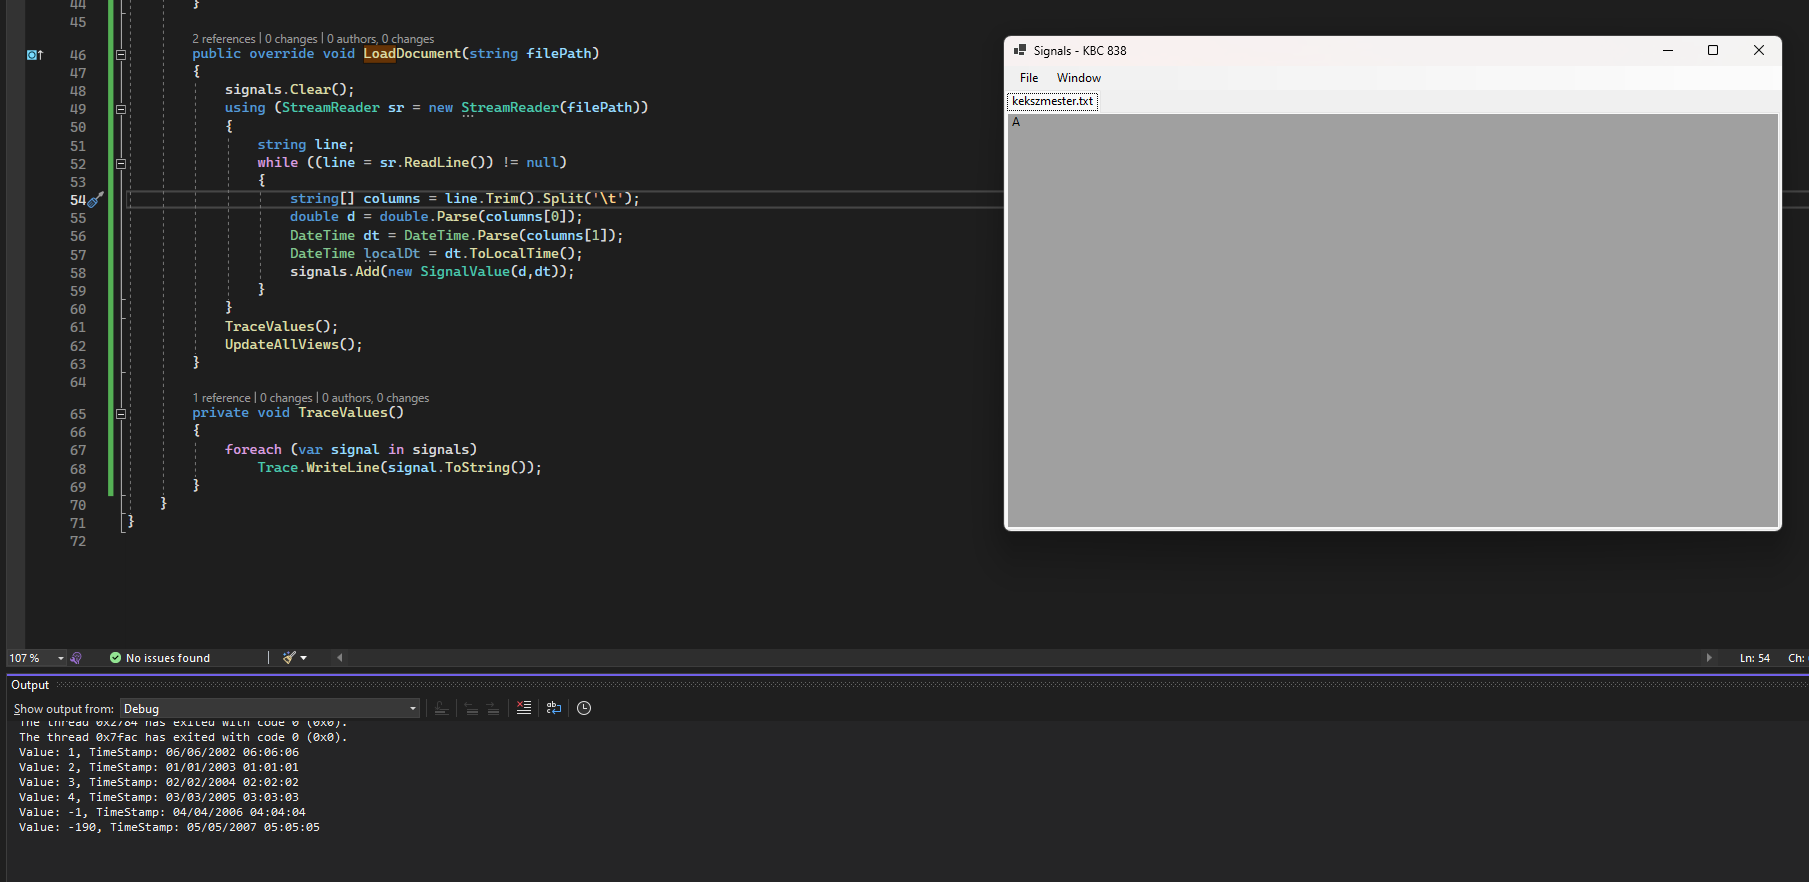 44 }
45
2 references | 0 changes | 0 authors, 0 changes
46 public override void LoadDocument(string filePath)
47 {
48 signals.Clear();
49 using (StreamReader sr = new StreamReader(filePath))
50 {
51 string line;
52 while ((line = sr.ReadLine()) != null)
53 {
54 string[] columns = line.Trim().Split('\t');
55 double d = double.Parse(columns[0]);
56 DateTime dt = DateTime.Parse(columns[1]);
57 DateTime localDt = dt.ToLocalTime();
58 signals.Add(new SignalValue(d,dt));
59 }
60 }
61 TraceValues();
62 UpdateAllViews();
63 }
64
1 reference | 0 changes | 0 authors, 0 changes
65 private void TraceValues()
66 {
67 foreach (var signal in signals)
68 Trace.WriteLine(signal.ToString());
69 }
70 }
71 }
72
Signals - KBC 838
File Window
kekszmester.txt
A
107 % No issues found Ln: 54 Ch:
Output
Show output from: Debug
The thread 0x2784 has exited with code 0 (0x0).
The thread 0x7fac has exited with code 0 (0x0).
Value: 1, TimeStamp: 06/06/2002 06:06:06
Value: 2, TimeStamp: 01/01/2003 01:01:01
Value: 3, TimeStamp: 02/02/2004 02:02:02
Value: 4, TimeStamp: 03/03/2005 03:03:03
Value: -1, TimeStamp: 04/04/2006 04:04:04
Value: -190, TimeStamp: 05/05/2007 05:05:05